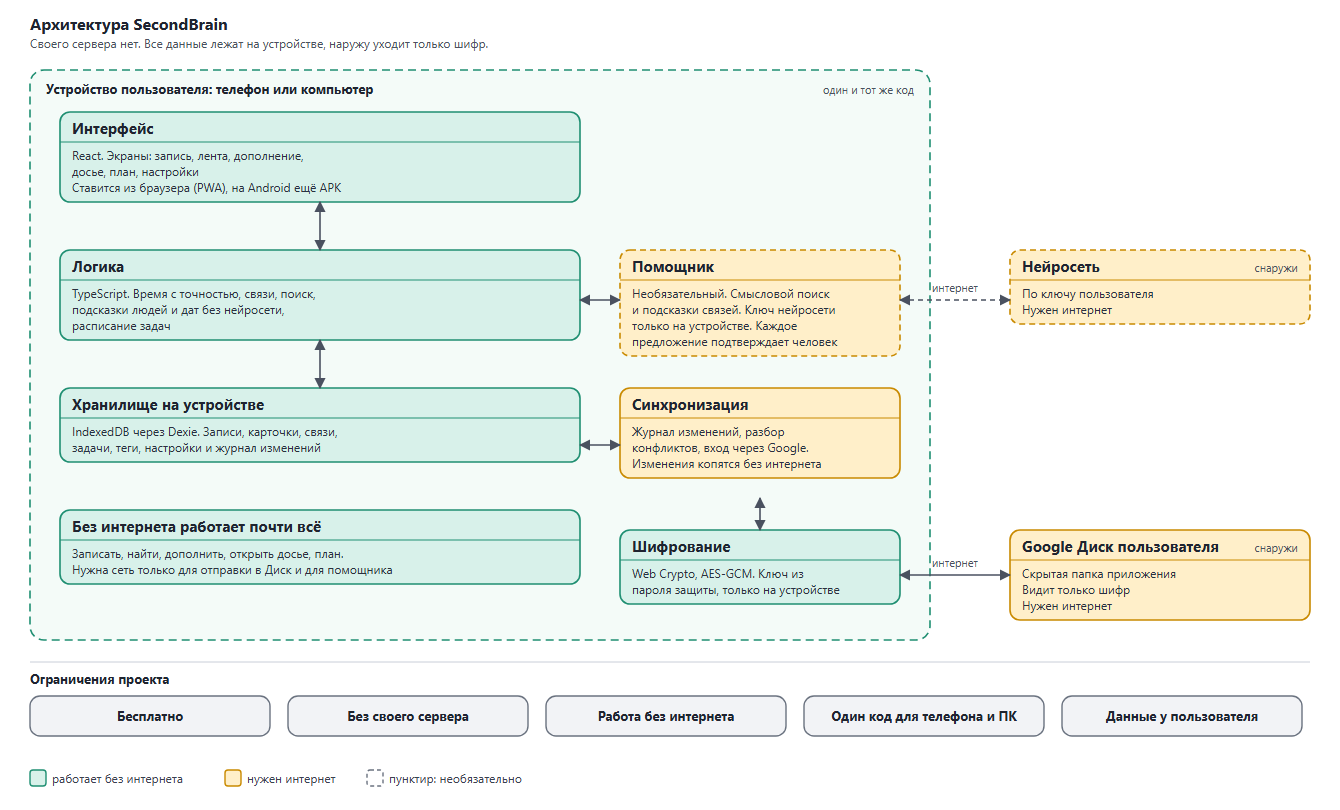 Архитектура SecondBrain
Своего сервера нет. Все данные лежат на устройстве, наружу уходит только шифр.
Устройство пользователя: телефон или компьютер
один и тот же код
Интерфейс
React. Экраны: запись, лента, дополнение,
досье, план, настройки
Ставится из браузера (PWA), на Android ещё APK
Логика
TypeScript. Время с точностью, связи, поиск,
подсказки людей и дат без нейросети,
расписание задач
Помощник
Необязательный. Смысловой поиск
и подсказки связей. Ключ нейросети
только на устройстве. Каждое
предложение подтверждает человек
интернет
Нейросеть
снаружи
По ключу пользователя
Нужен интернет
Хранилище на устройстве
IndexedDB через Dexie. Записи, карточки, связи,
задачи, теги, настройки и журнал изменений
Синхронизация
Журнал изменений, разбор
конфликтов, вход через Google.
Изменения копятся без интернета
Без интернета работает почти всё
Записать, найти, дополнить, открыть досье, план.
Нужна сеть только для отправки в Диск и для помощника
Шифрование
Web Crypto, AES-GCM. Ключ из
пароля защиты, только на устройстве
интернет
Google Диск пользователя
снаружи
Скрытая папка приложения
Видит только шифр
Нужен интернет
Ограничения проекта
Бесплатно
Без своего сервера
Работа без интернета
Один код для телефона и ПК
Данные у пользователя
работает без интернета
нужен интернет
пунктир: необязательно